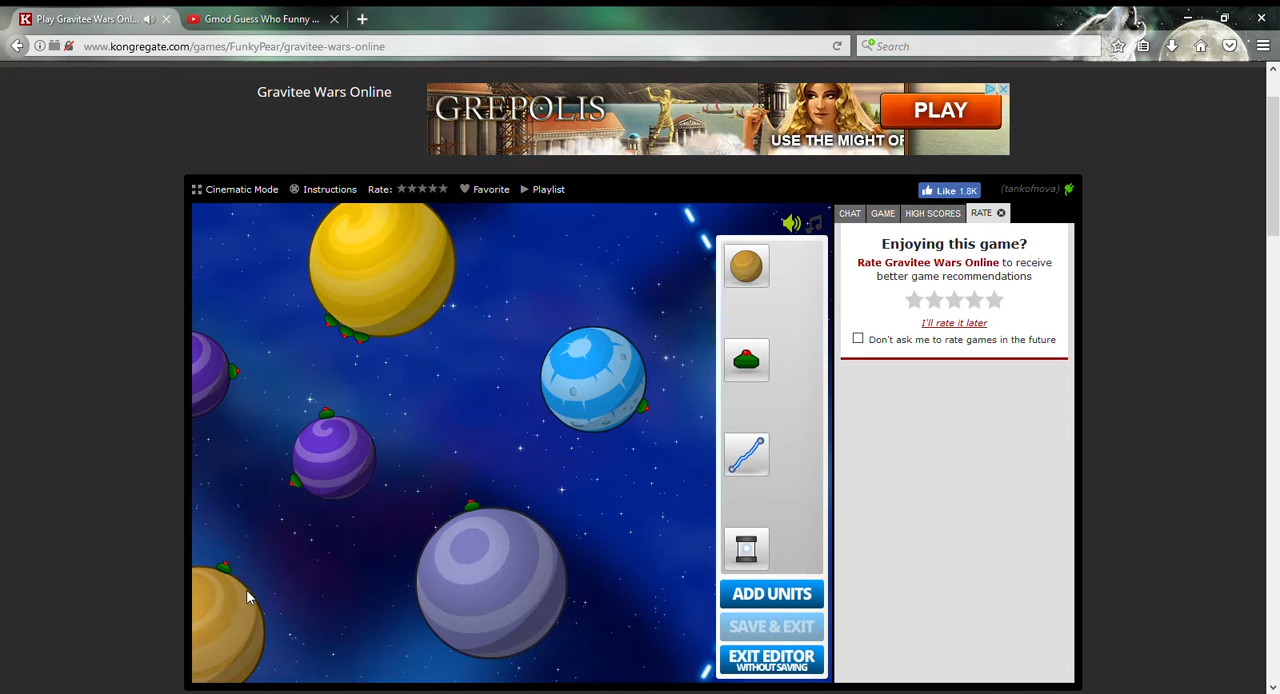 K Play Gravitee Wars Onl...
Gmod Guess Who Funny ...
www.kongregate.com/games/FunkyPear/gravitee-wars-online
Search
Gravitee Wars Online
GREPOLIS
PLAY
USE THE MIGHT OF
Cinematic Mode
Instructions
Rate:
Favorite
Playlist
Like 1.8K
(tankofnova)
CHAT
GAME
HIGH SCORES
RATE
Enjoying this game?
Rate Gravitee Wars Online to receive
better game recommendations
I'll rate it later
Don't ask me to rate games in the future
ADD UNITS
SAVE & EXIT
EXIT EDITOR
WITHOUT SAVING